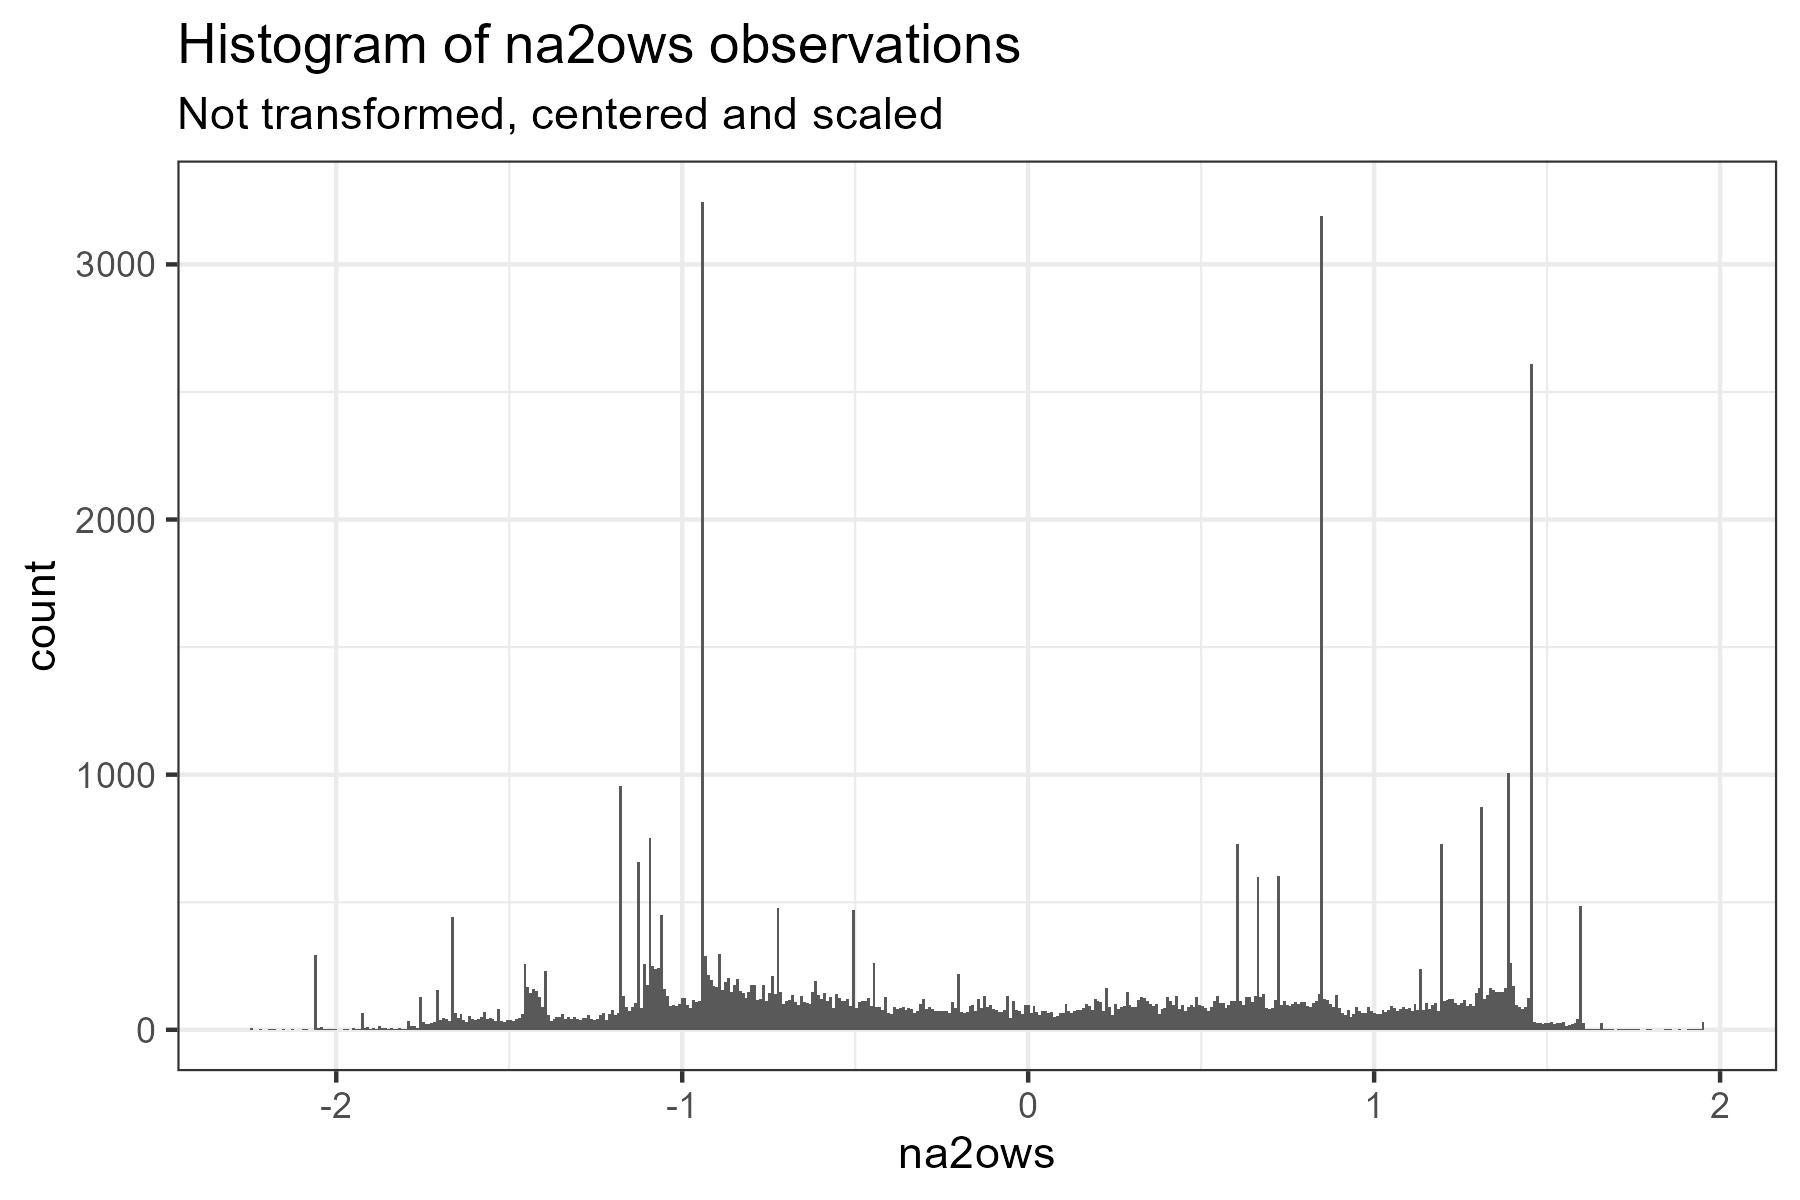 Histogram of na2ows observations
Not transformed, centered and scaled
3000
2000
1000
0
count
-2
-1
0
1
2
na2ows